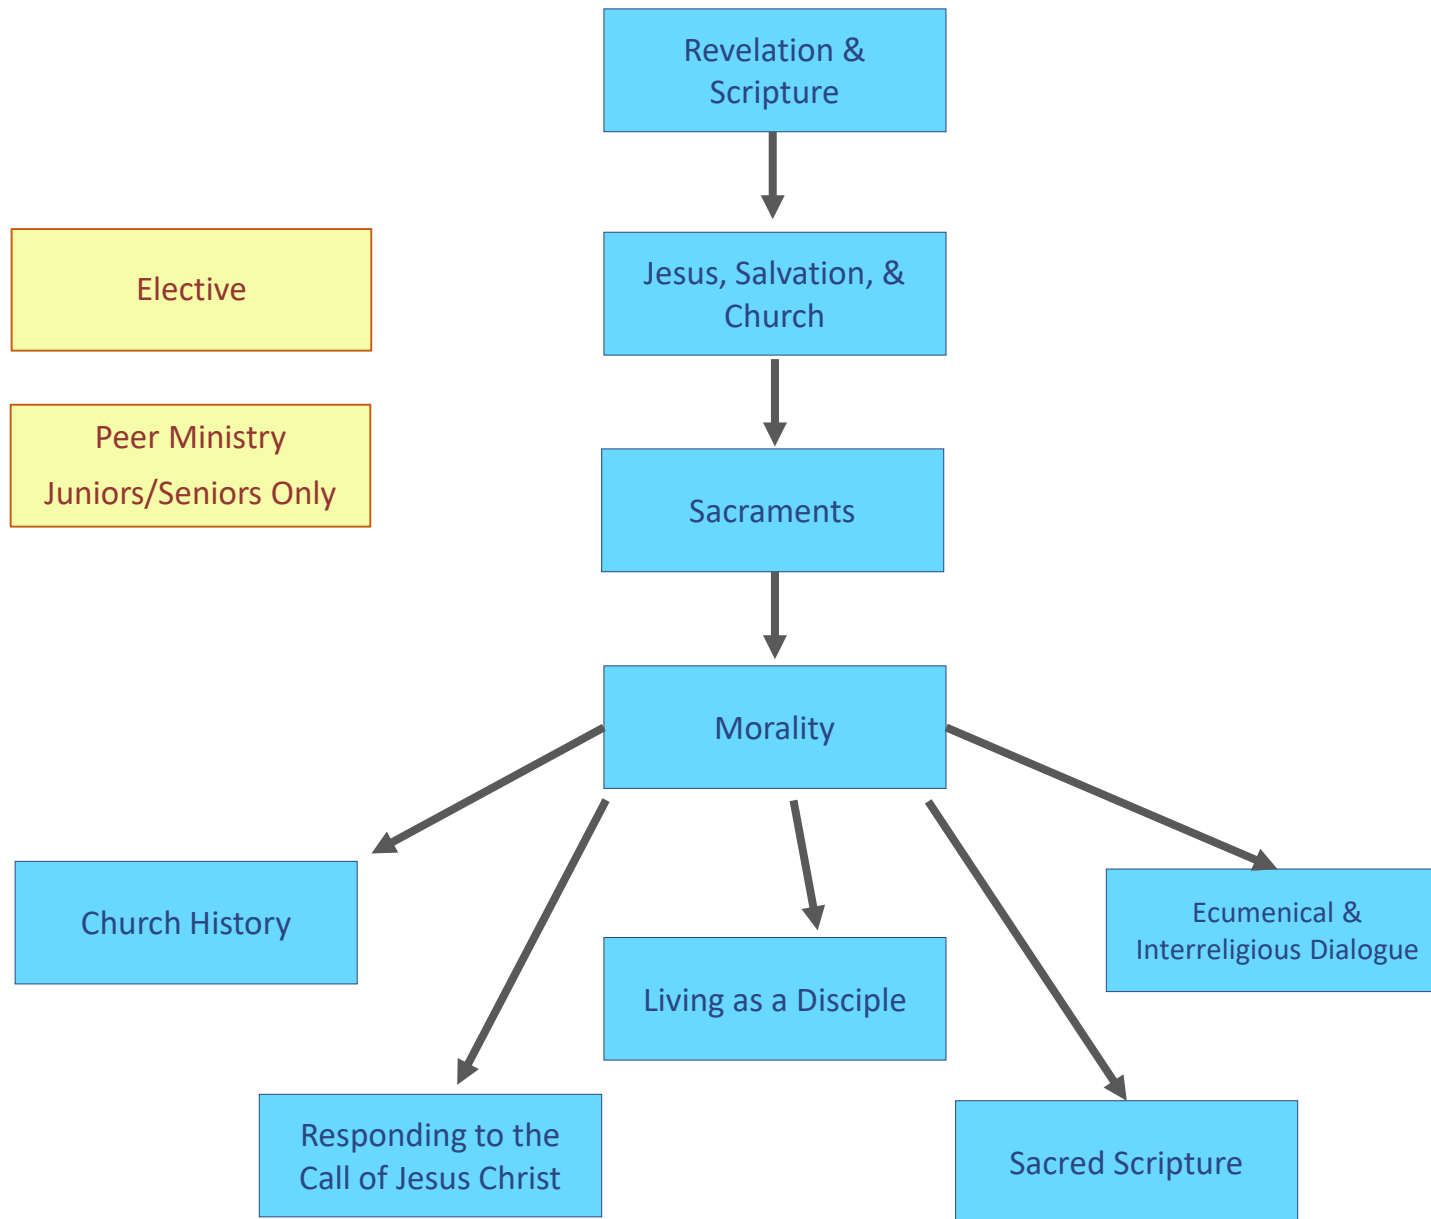 Revelation &
Scripture
Elective
Jesus, Salvation, &
Church
Peer Ministry
Juniors/Seniors Only
Sacraments
Morality
Church History
Ecumenical &
Interreligious Dialogue
Living as a Disciple
Responding to the
Call of Jesus Christ
Sacred Scripture